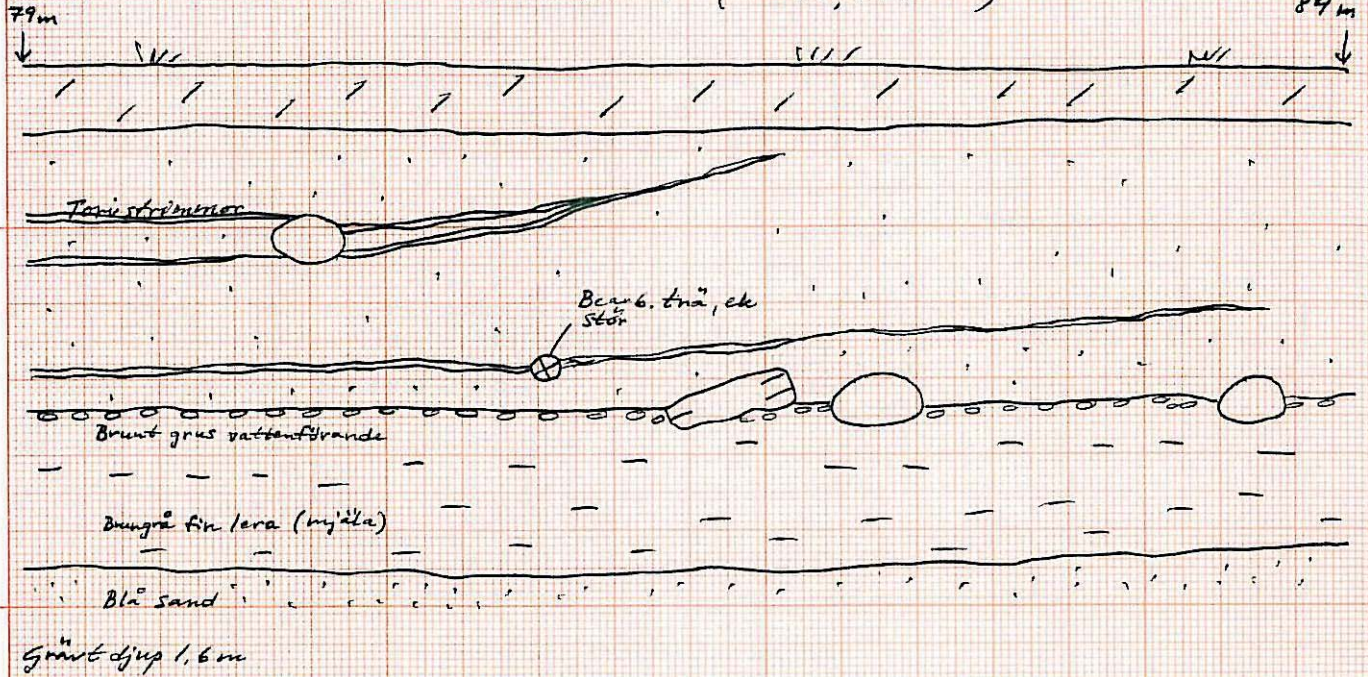 79m
84 m
Torvstrimmor
Bearb. trä, ek
stör
Brunt grus vattenförande
Brungrå fin lera (mjäla)
Blå sand
Grävt djup 1,6 m